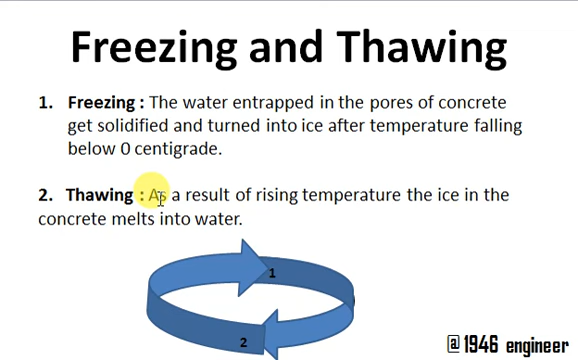 Freezing and Thawing
1. Freezing : The water entrapped in the pores of concrete
get solidified and turned into ice after temperature falling
below 0 centigrade.
2. Thawing : As a result of rising temperature the ice in the
concrete melts into water.
1
2
@1946 engineer